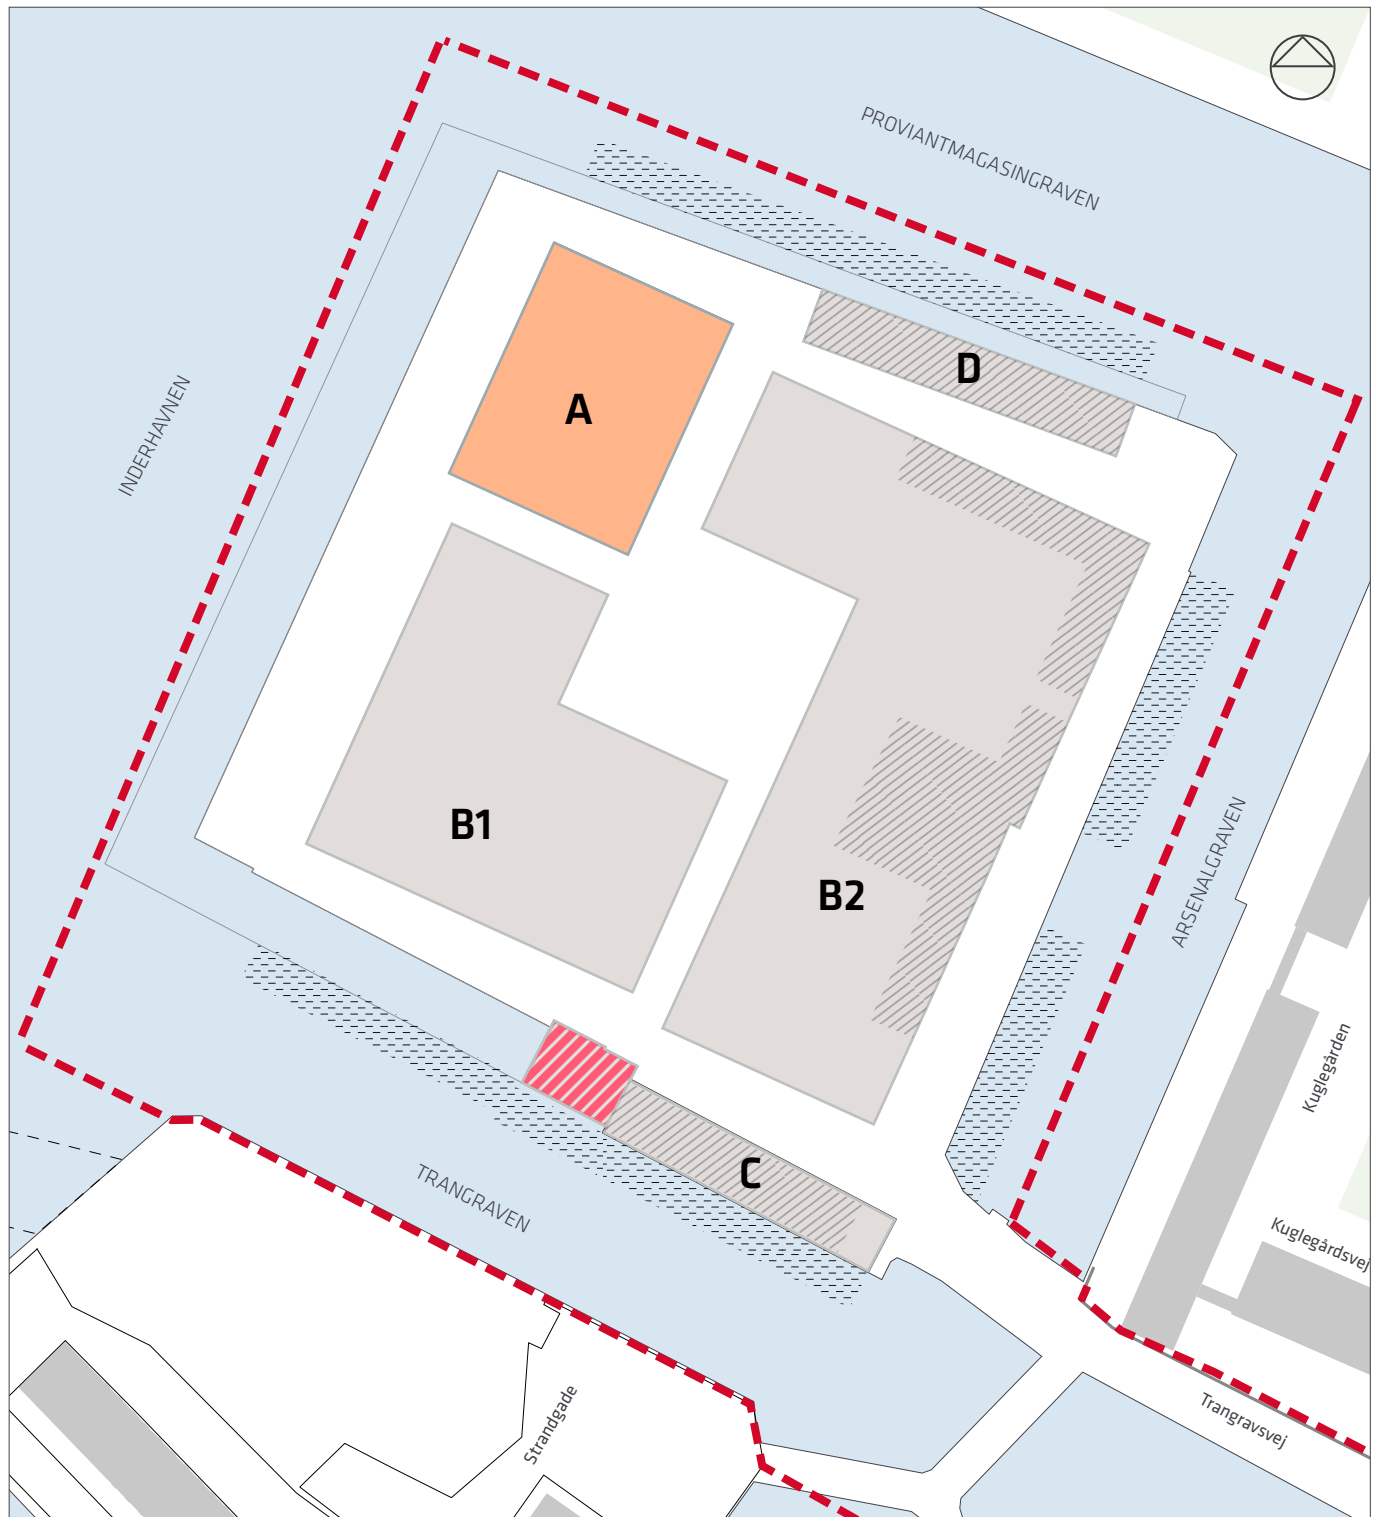 PROVIANTMAGASINGRAVEN
D
A
INDERHAVNEN
B1
B2
ARSENALGRAVEN
Kuglegården
C
TRANGRAVEN
Kuglegårdsvej
Strandgade
Trangravsvej